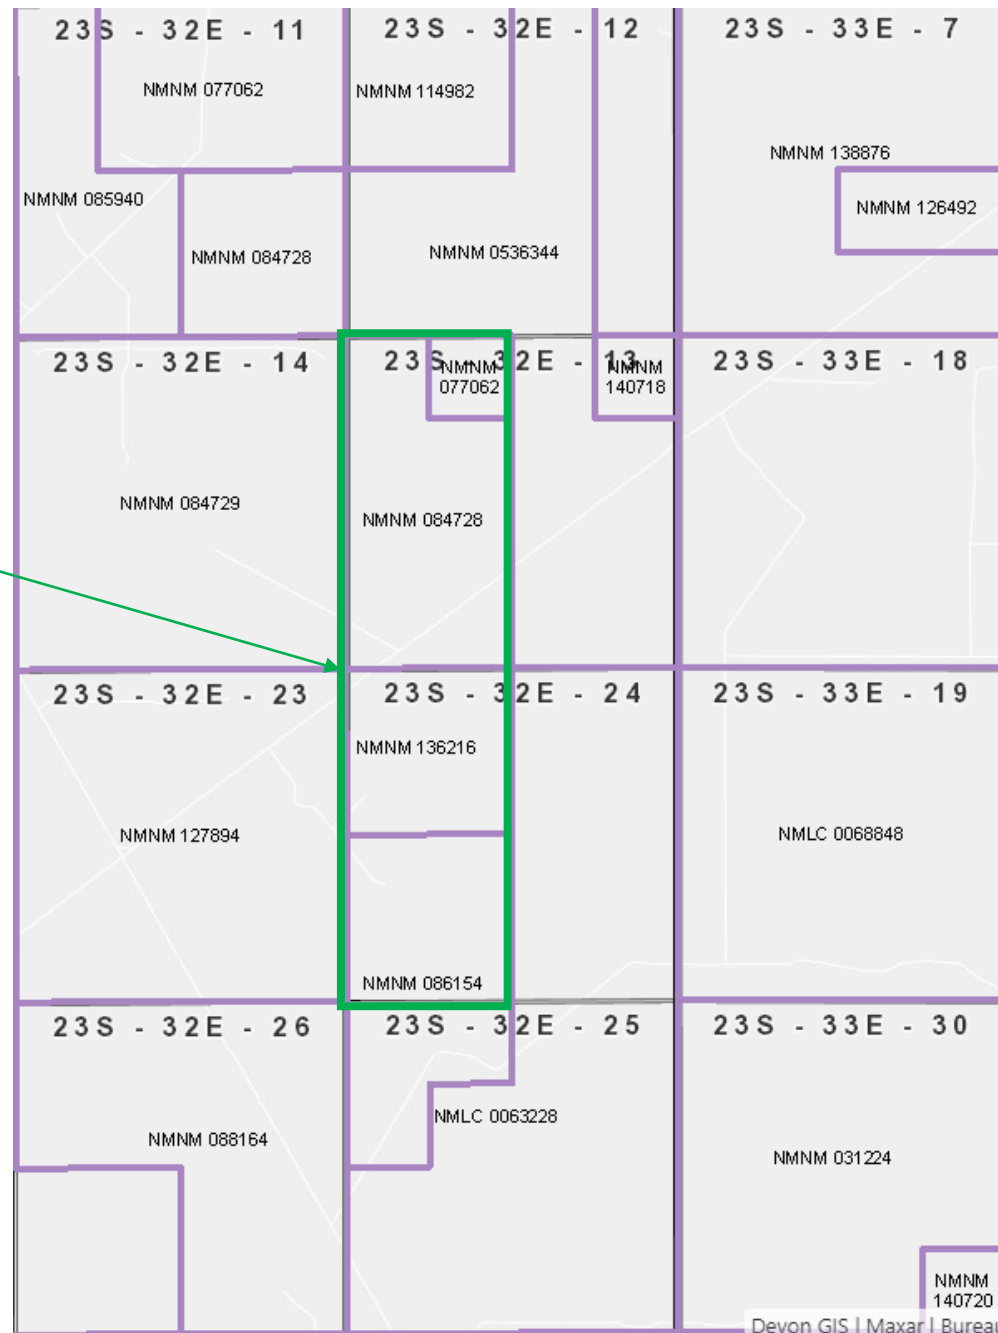 23S - 32E - 11
23S - 32E - 12
23S - 33E - 7
NMNM 077062
NMNM 114982
NMNM 138876
NMNM 085940
NMNM 126492
NMNM 084728
NMNM 0536344
23S - 32E - 14
23S - 32E - 13
23S - 33E - 18
NMNM
077062
NMNM
140718
NMNM 084729
NMNM 084728
23S - 32E - 23
23S - 32E - 24
23S - 33E - 19
NMNM 136216
NMNM 127894
NMLC 0068848
NMNM 086154
23S - 32E - 26
23S - 32E - 25
23S - 33E - 30
NMLC 0063228
NMNM 088164
NMNM 031224
NMNM
140720
Devon GIS | Maxar | Bureau